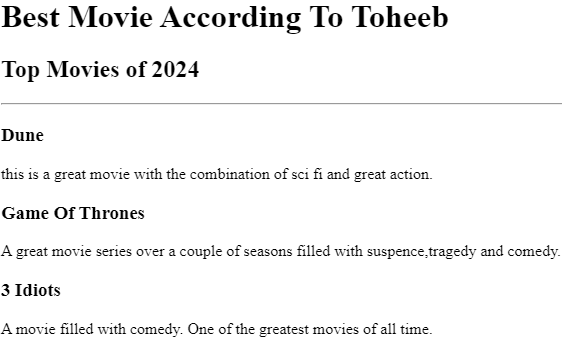 Best Movie According To Toheeb
Top Movies of 2024
Dune
this is a great movie with the combination of sci fi and great action.
Game Of Thrones
A great movie series over a couple of seasons filled with suspence,tragedy and comedy.
3 Idiots
A movie filled with comedy. One of the greatest movies of all time.